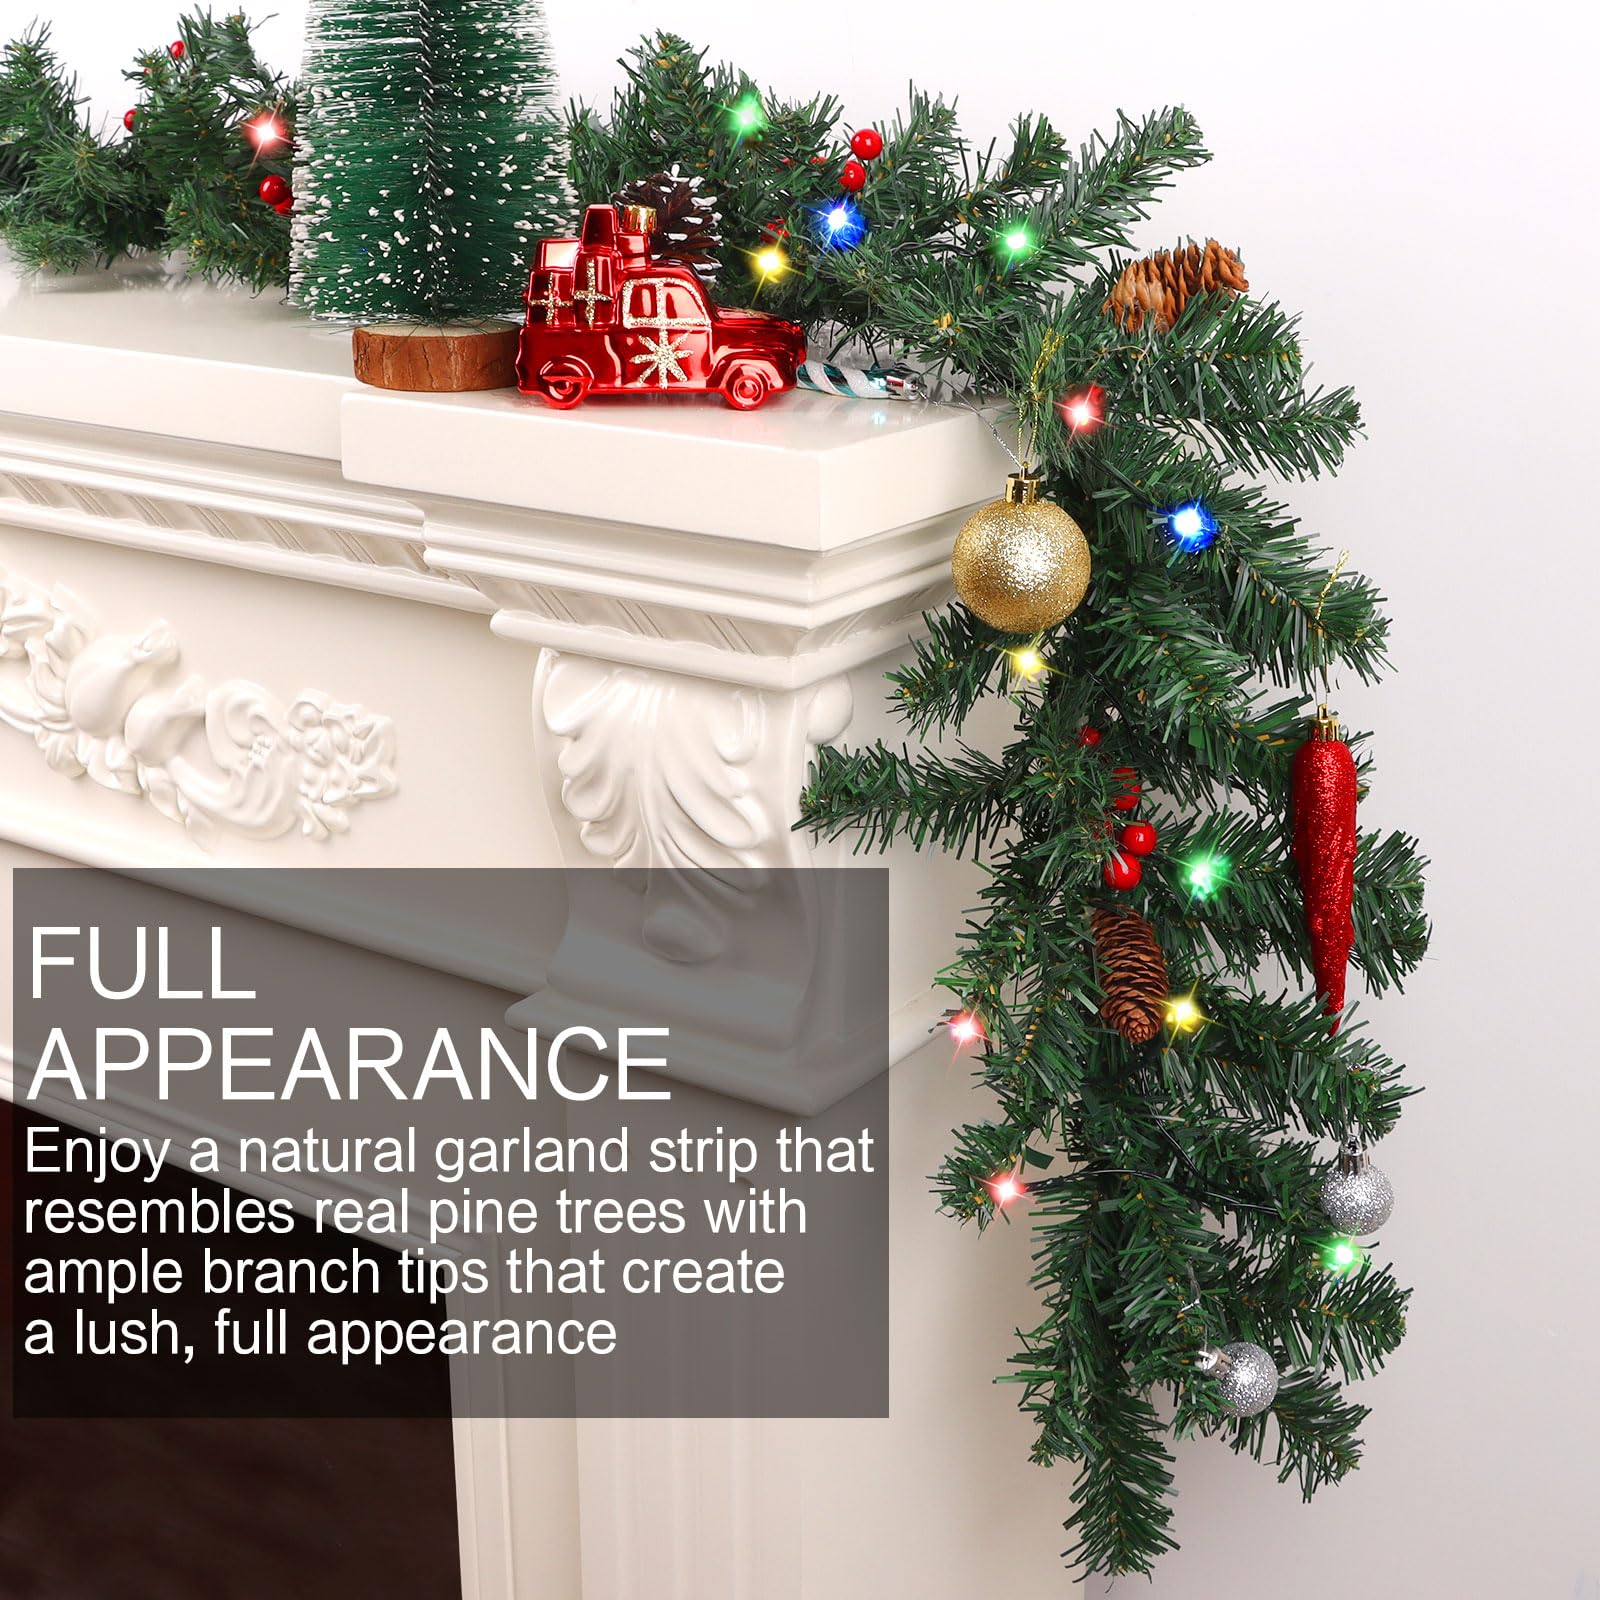 FULL
APPEARANCE
Enjoy a natural garland strip that
resembles real pine trees with
ample branch tips that create
a lush, full appearance